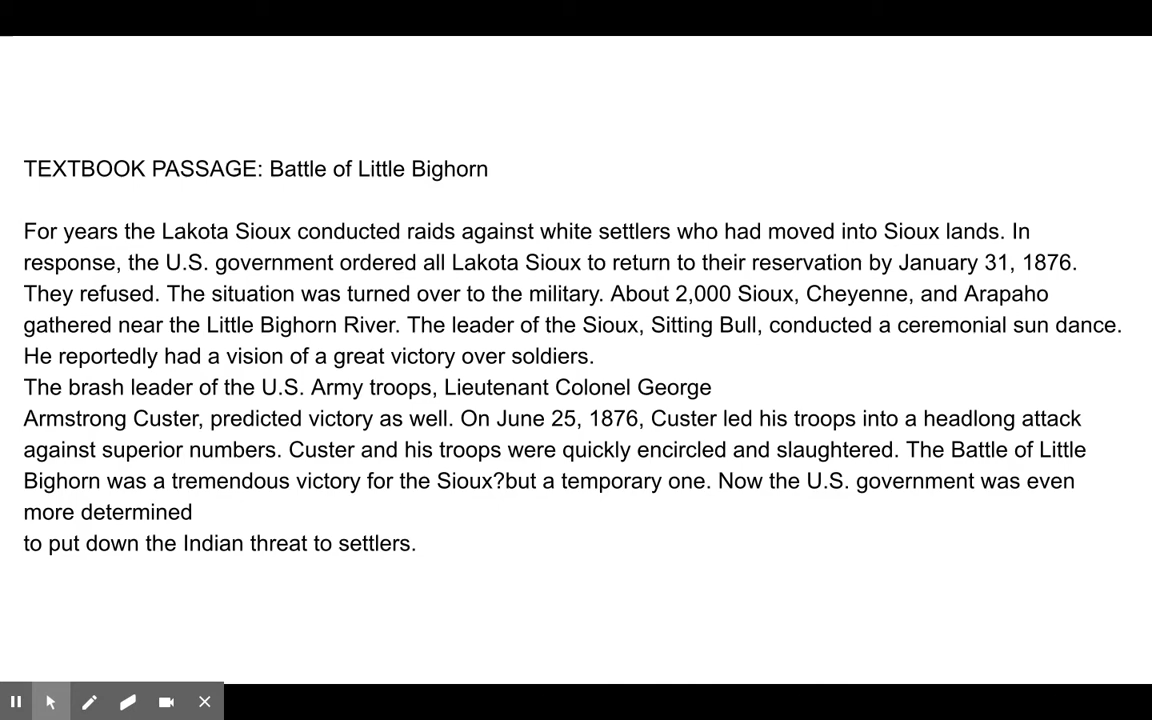 TEXTBOOK PASSAGE: Battle of Little Bighorn
For years the Lakota Sioux conducted raids against white settlers who had moved into Sioux lands. In
response, the U.S. government ordered all Lakota Sioux to return to their reservation by January 31, 1876.
They refused. The situation was turned over to the military. About 2,000 Sioux, Cheyenne, and Arapaho
gathered near the Little Bighorn River. The leader of the Sioux, Sitting Bull, conducted a ceremonial sun dance.
He reportedly had a vision of a great victory over soldiers.
The brash leader of the U.S. Army troops, Lieutenant Colonel George
Armstrong Custer, predicted victory as well. On June 25, 1876, Custer led his troops into a headlong attack
against superior numbers. Custer and his troops were quickly encircled and slaughtered. The Battle of Little
Bighorn was a tremendous victory for the Sioux?but a temporary one. Now the U.S. government was even
more determined
to put down the Indian threat to settlers.